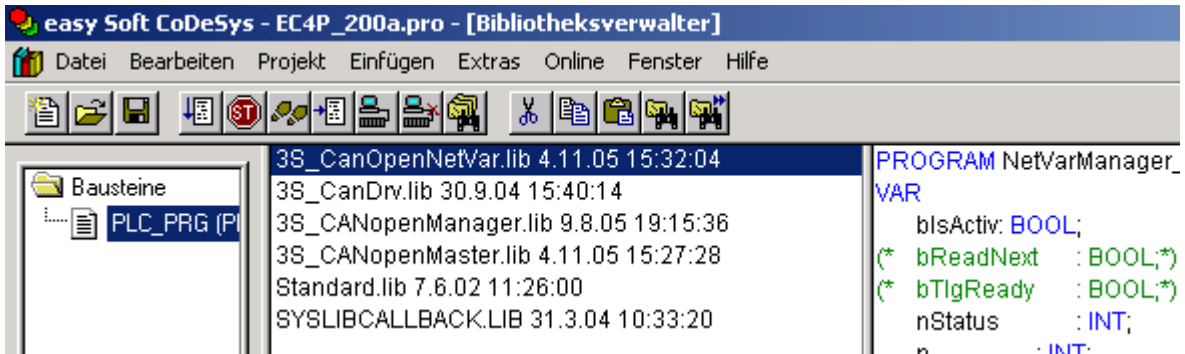 easy Soft CoDeSys - EC4P_200a.pro - [Bibliotheksverwalter]
Datei Bearbeiten Projekt Einfügen Extras Online Fenster Hilfe
ST
Bausteine
PLC_PRG (P
3S_CanOpenNetVar.lib 4.11.05 15:32:04
3S_CanDrv.lib 30.9.04 15:40:14
3S_CANopenManager.lib 9.8.05 19:15:36
3S_CANopenMaster.lib 4.11.05 15:27:28
Standard.lib 7.6.02 11:26:00
SYSLIBCALLBACK.LIB 31.3.04 10:33:20
PROGRAM NetVarManager_
VAR
bIsActiv: BOOL;
(* bReadNext : BOOL;*)
(* bTlgReady : BOOL;*)
nStatus : INT;
: INT;